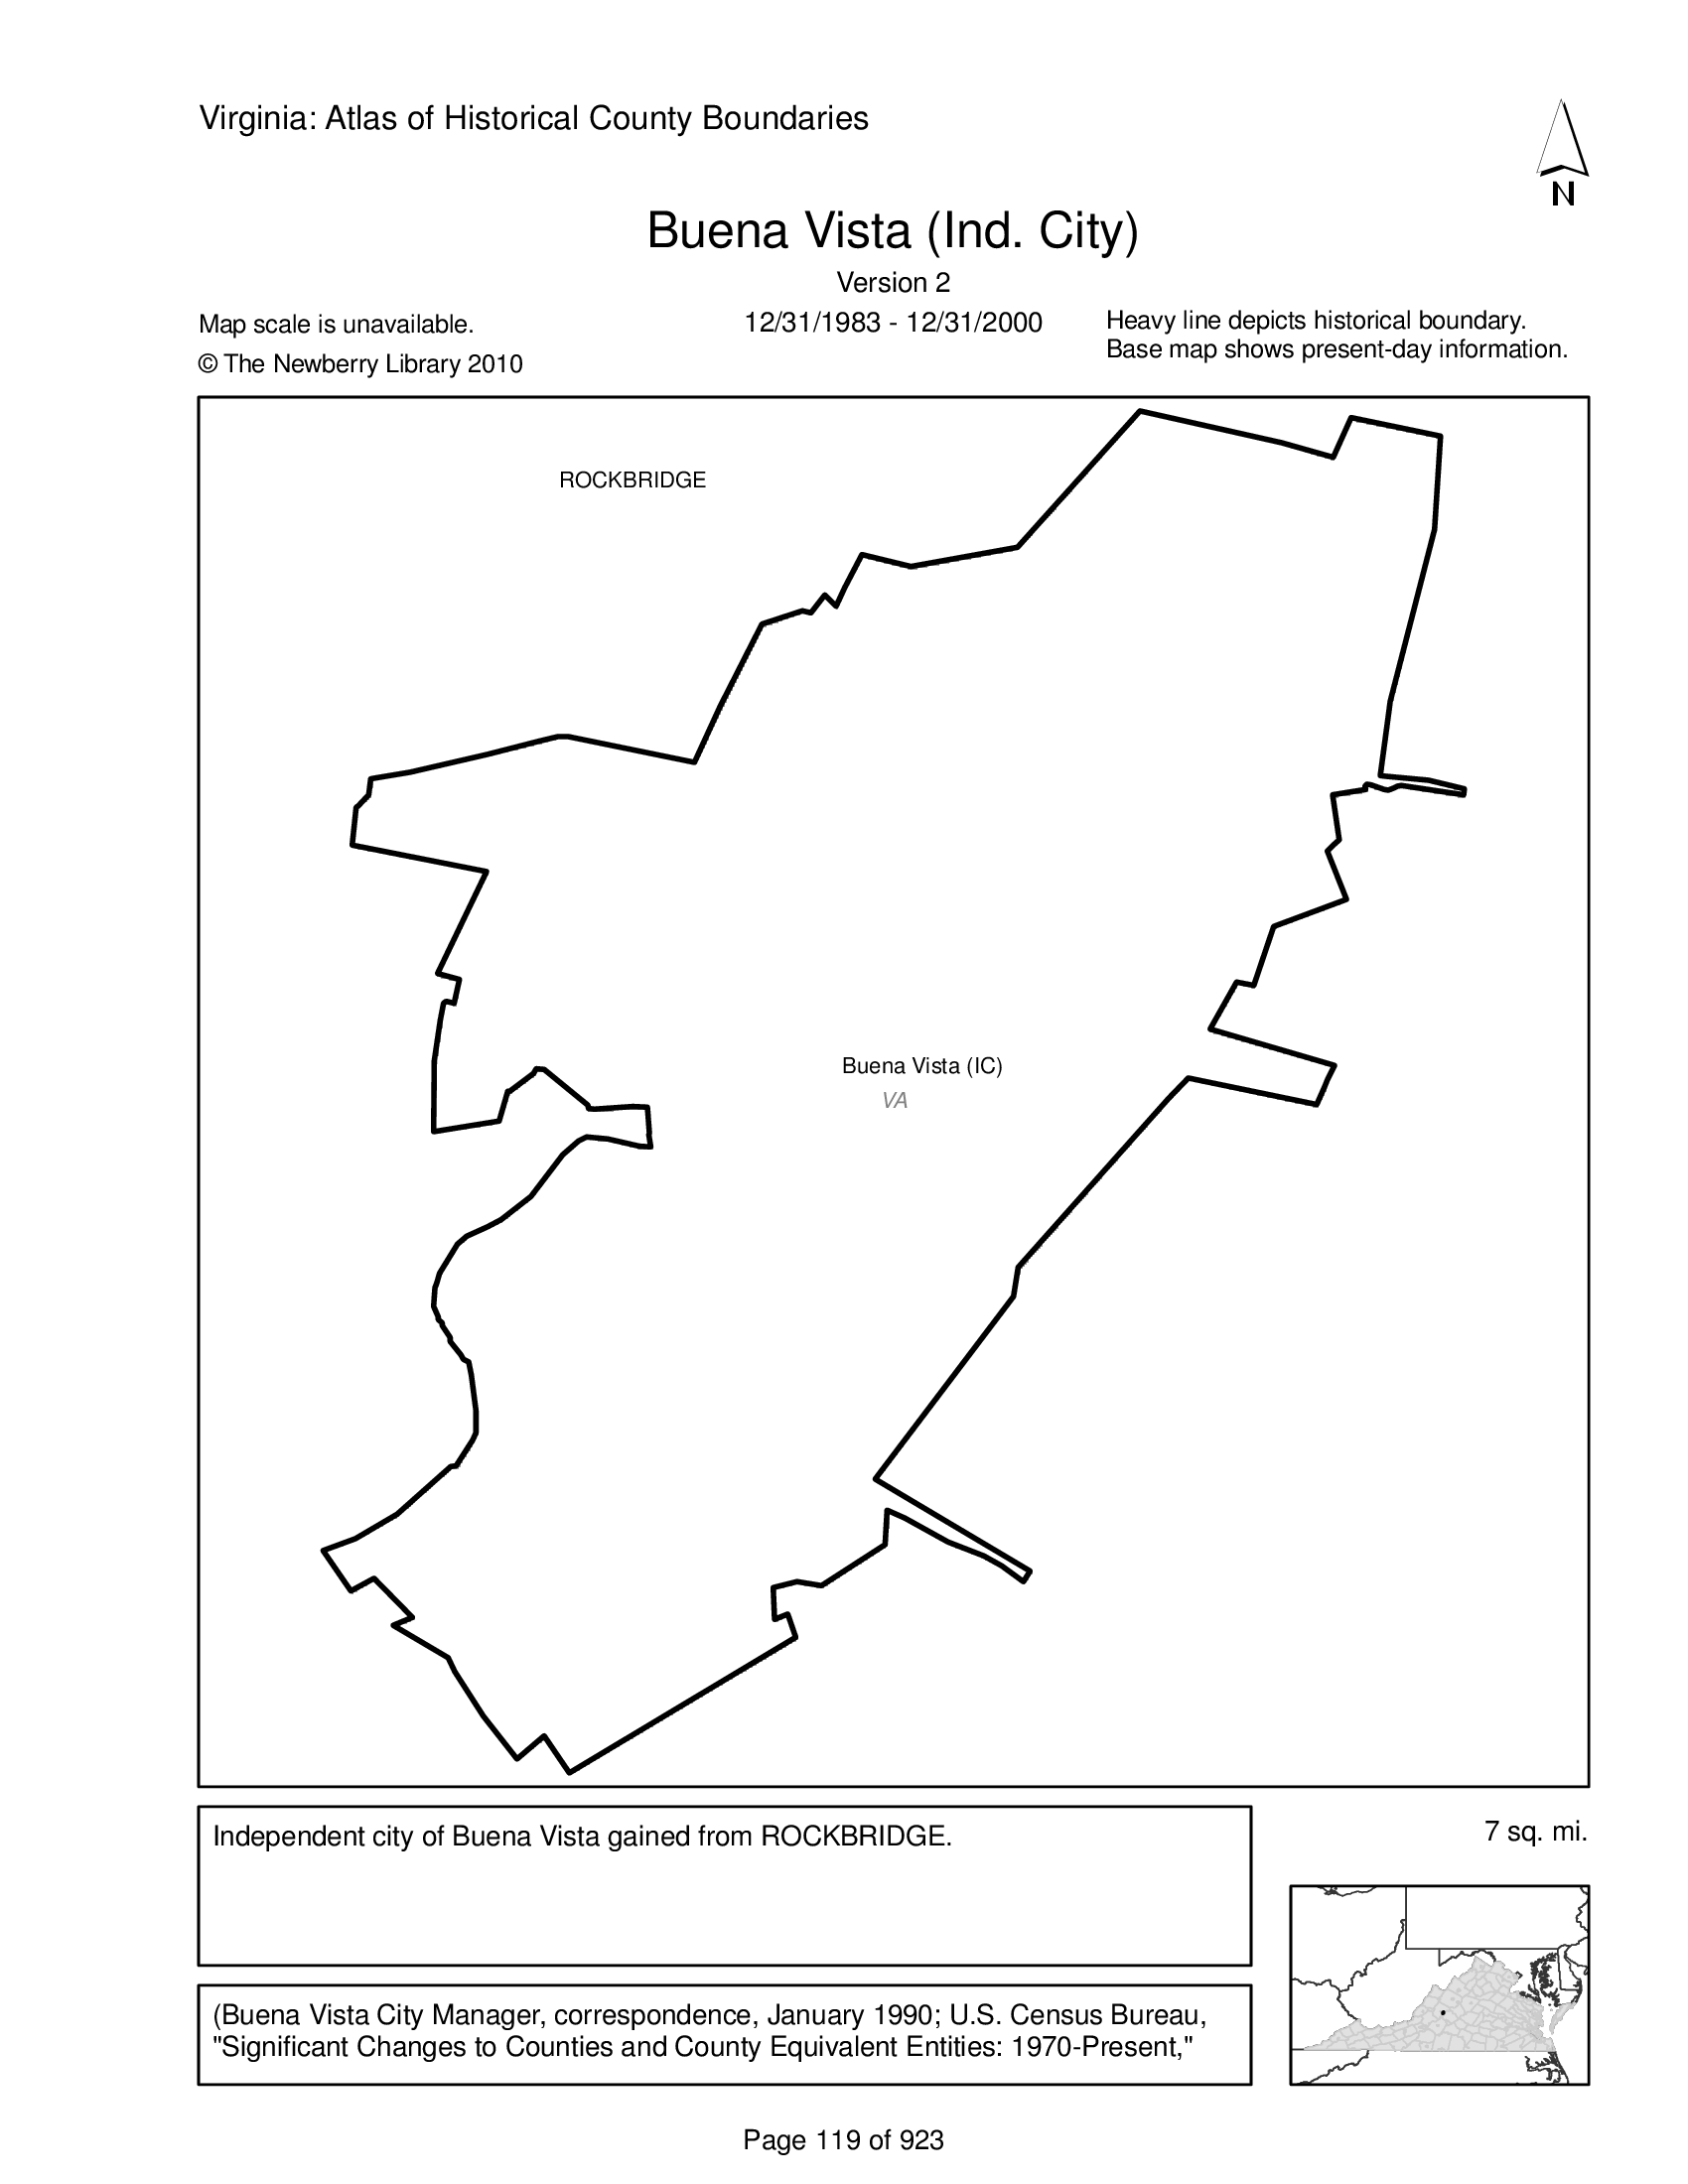 Virginia: Atlas of Historical County Boundaries
N
Buena Vista (Ind. City)
Version 2
Map scale is unavailable.
12/31/1983 - 12/31/2000
Heavy line depicts historical boundary.
Base map shows present-day information.
© The Newberry Library 2010
ROCKBRIDGE
Buena Vista (IC)
VA
Independent city of Buena Vista gained from ROCKBRIDGE.
7 sq. mi.
(Buena Vista City Manager, correspondence, January 1990; U.S. Census Bureau,
"Significant Changes to Counties and County Equivalent Entities: 1970-Present,"
Page 119 of 923